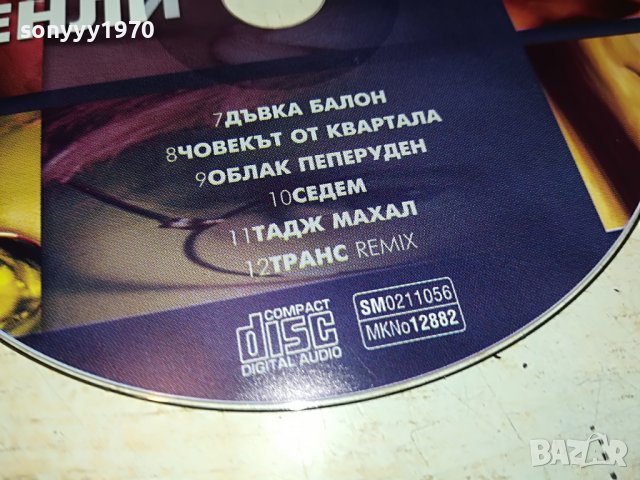 sonyyy1970
ЕНЛИ
7ДЪВКА БАЛОН
8ЧОВЕКЪТ ОТ КВАРТАЛА
9ОБЛАК ПЕПЕРУДЕН
10СЕДЕМ
11ТАДЖ МАХАЛ
12ТРАНС REMIX
COMPACT
disc
DIGITAL AUDIO
SM0211056
MKNo12882
BAZAR